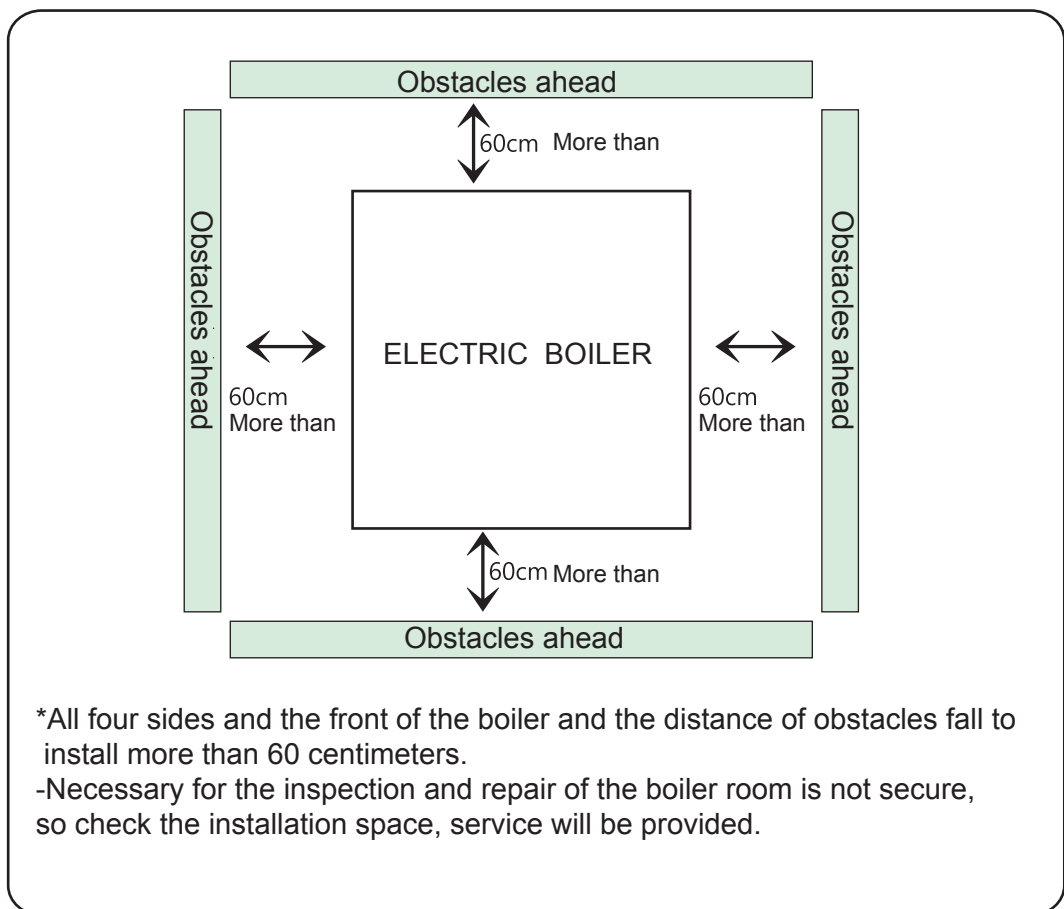 Obstacles ahead
60cm More than
Obstacles ahead
Obstacles ahead
ELECTRIC BOILER
60cm
More than
60cm
More than
60cm More than
Obstacles ahead
*All four sides and the front of the boiler and the distance of obstacles fall to
install more than 60 centimeters.
-Necessary for the inspection and repair of the boiler room is not secure,
so check the installation space, service will be provided.